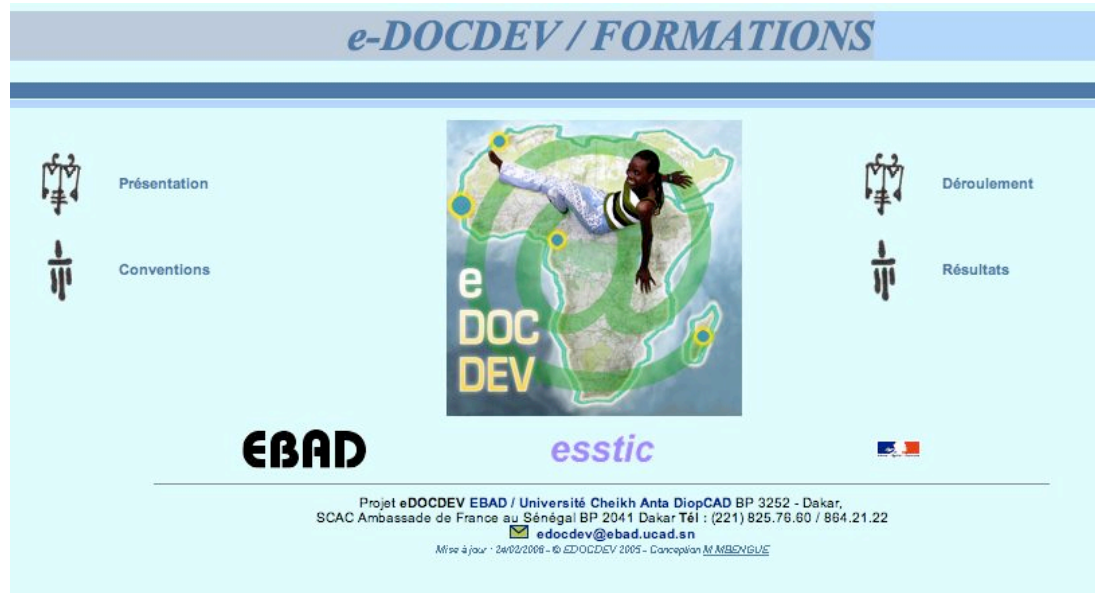 e-DOCDEV / FORMATIONS
Présentation
Déroulement
Conventions
Résultats
e
DOC
DEV
EBAD
esstic
Projet eDOCDEV EBAD / Université Cheikh Anta DiopCAD BP 3252 - Dakar,
SCAC Ambassade de France au Sénégal BP 2041 Dakar Tél : (221) 825.76.60 / 864.21.22
edocdev@ebad.ucad.sn
Mise à jour : 24/02/2006 - © EDOCDEV 2005 - Conception M MBENGUE